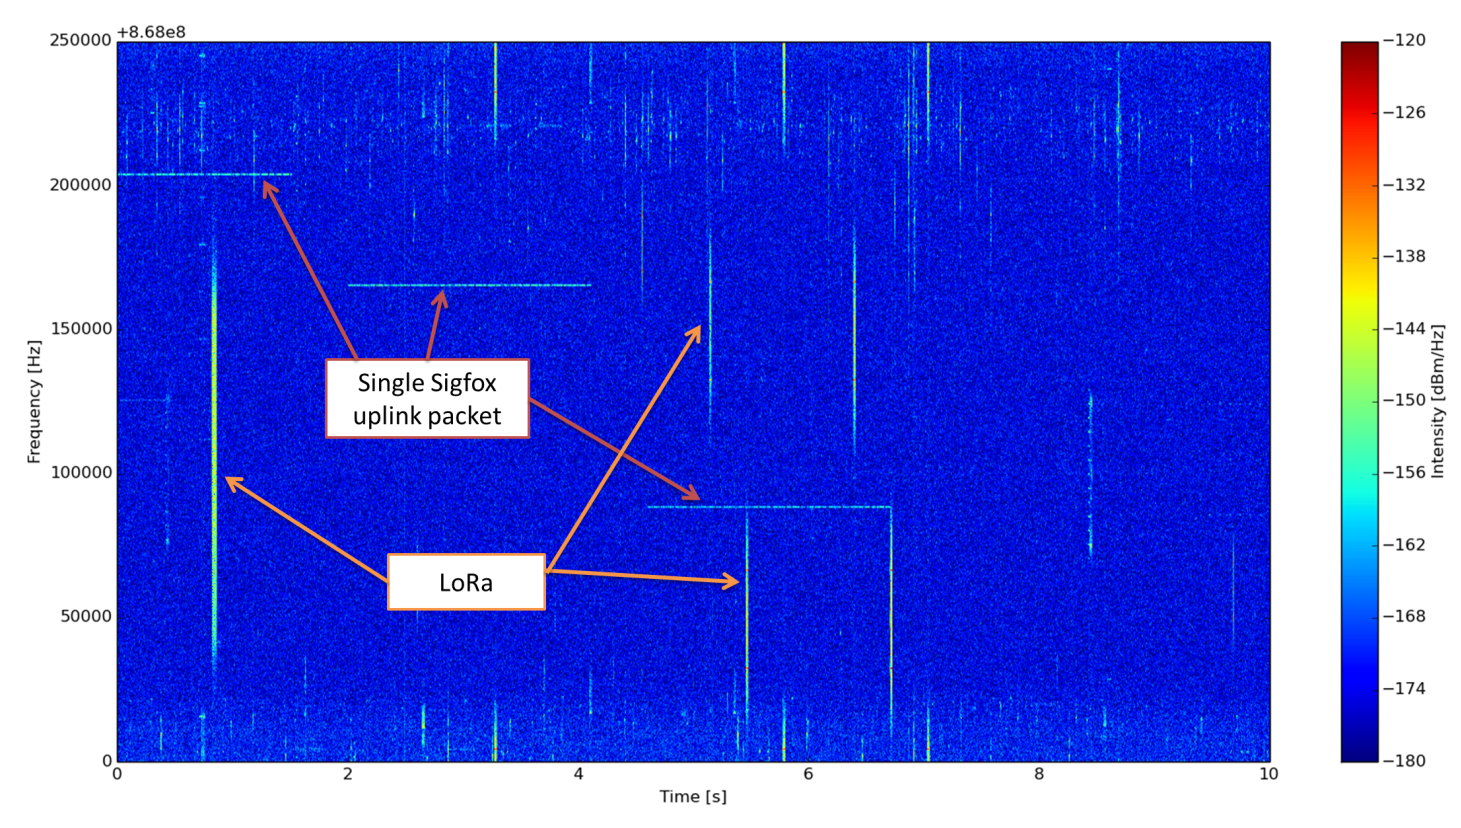 +8.68e8
250000
200000
150000
100000
50000
0
Frequency [Hz]
Single Sigfox
uplink packet
LoRa
0 2 4 6 8 10
Time [s]
−120
−126
−132
−138
−144
−150
−156
−162
−168
−174
−180
Intensity [dBm/Hz]